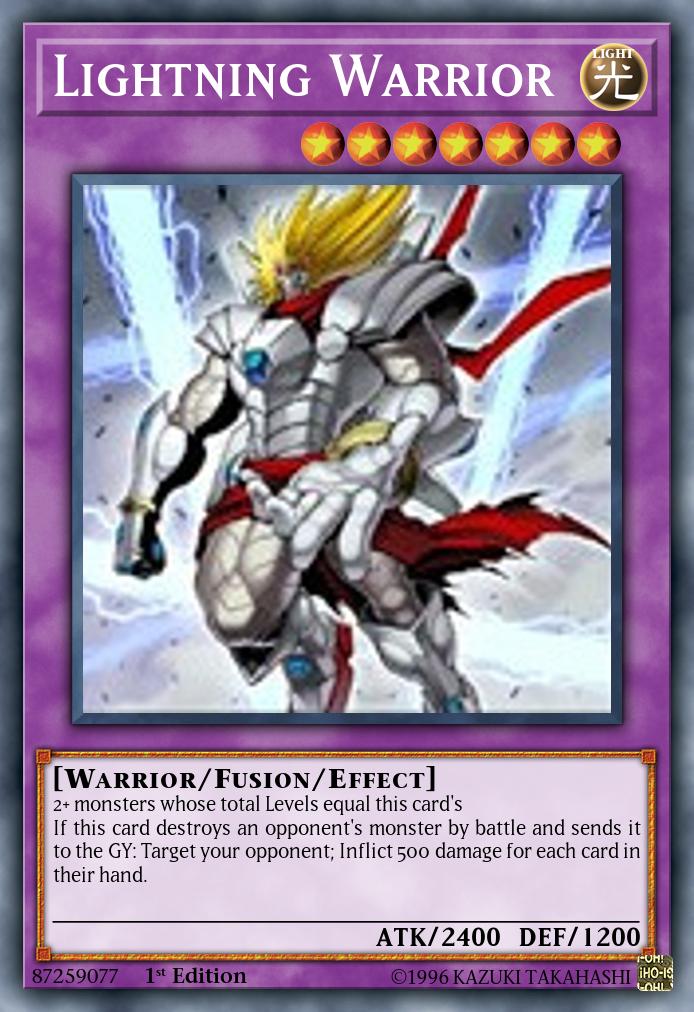 LIGHTNING WARRIOR
LIGHT
光
[WARRIOR/FUSION/EFFECT]
2+ monsters whose total Levels equal this card's
If this card destroys an opponent's monster by battle and sends it
to the GY: Target your opponent; Inflict 500 damage for each card in
their hand.
ATK/2400 DEF/1200
87259077 1st Edition ©1996 KAZUKI TAKAHASHI